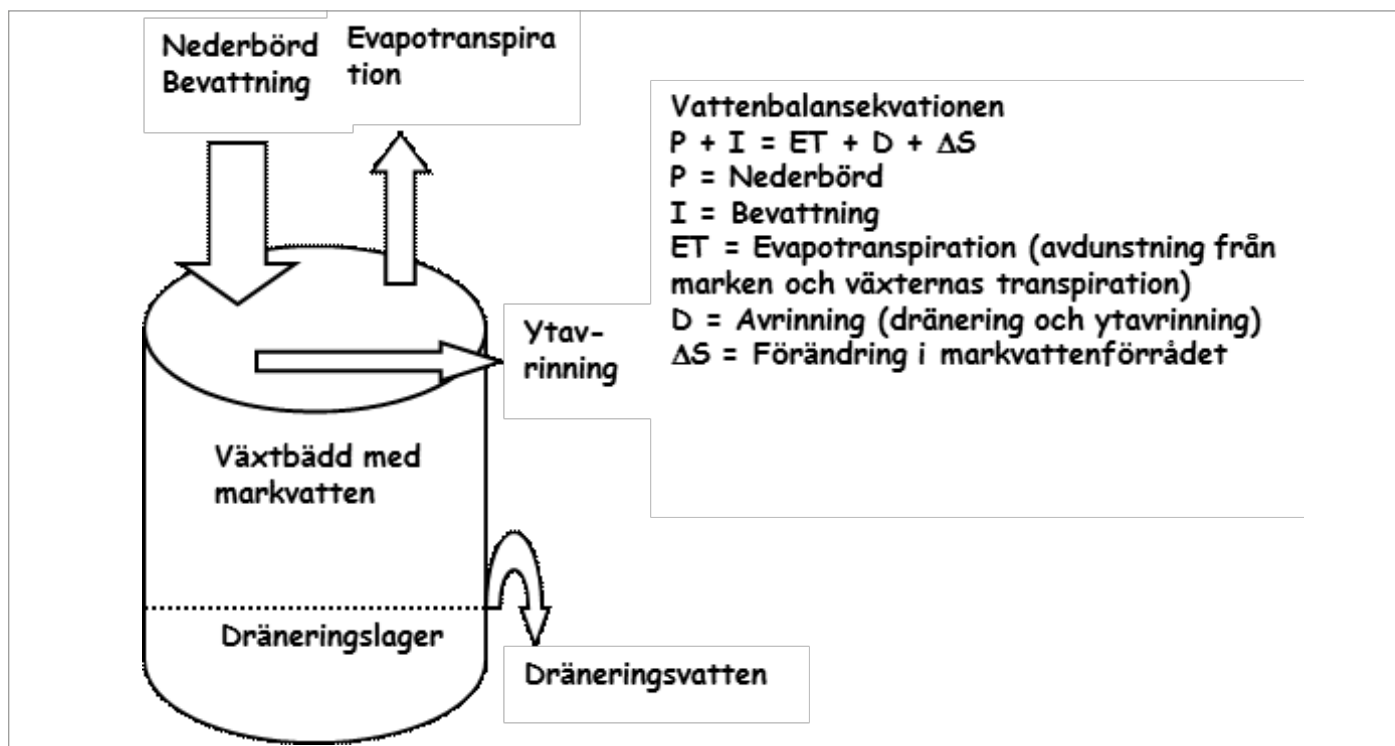 Nederbörd
Bevattning
Evapotranspira
tion
Vattenbalansekvationen
P + I = ET + D + ΔS
P = Nederbörd
I = Bevattning
ET = Evapotranspiration (avdunstning från
marken och växternas transpiration)
D = Avrinning (dränering och ytavrinning)
ΔS = Förändring i markvattenförrådet
Ytav-
rinning
Växtbädd med
markvatten
Dräneringslager
Dräneringsvatten